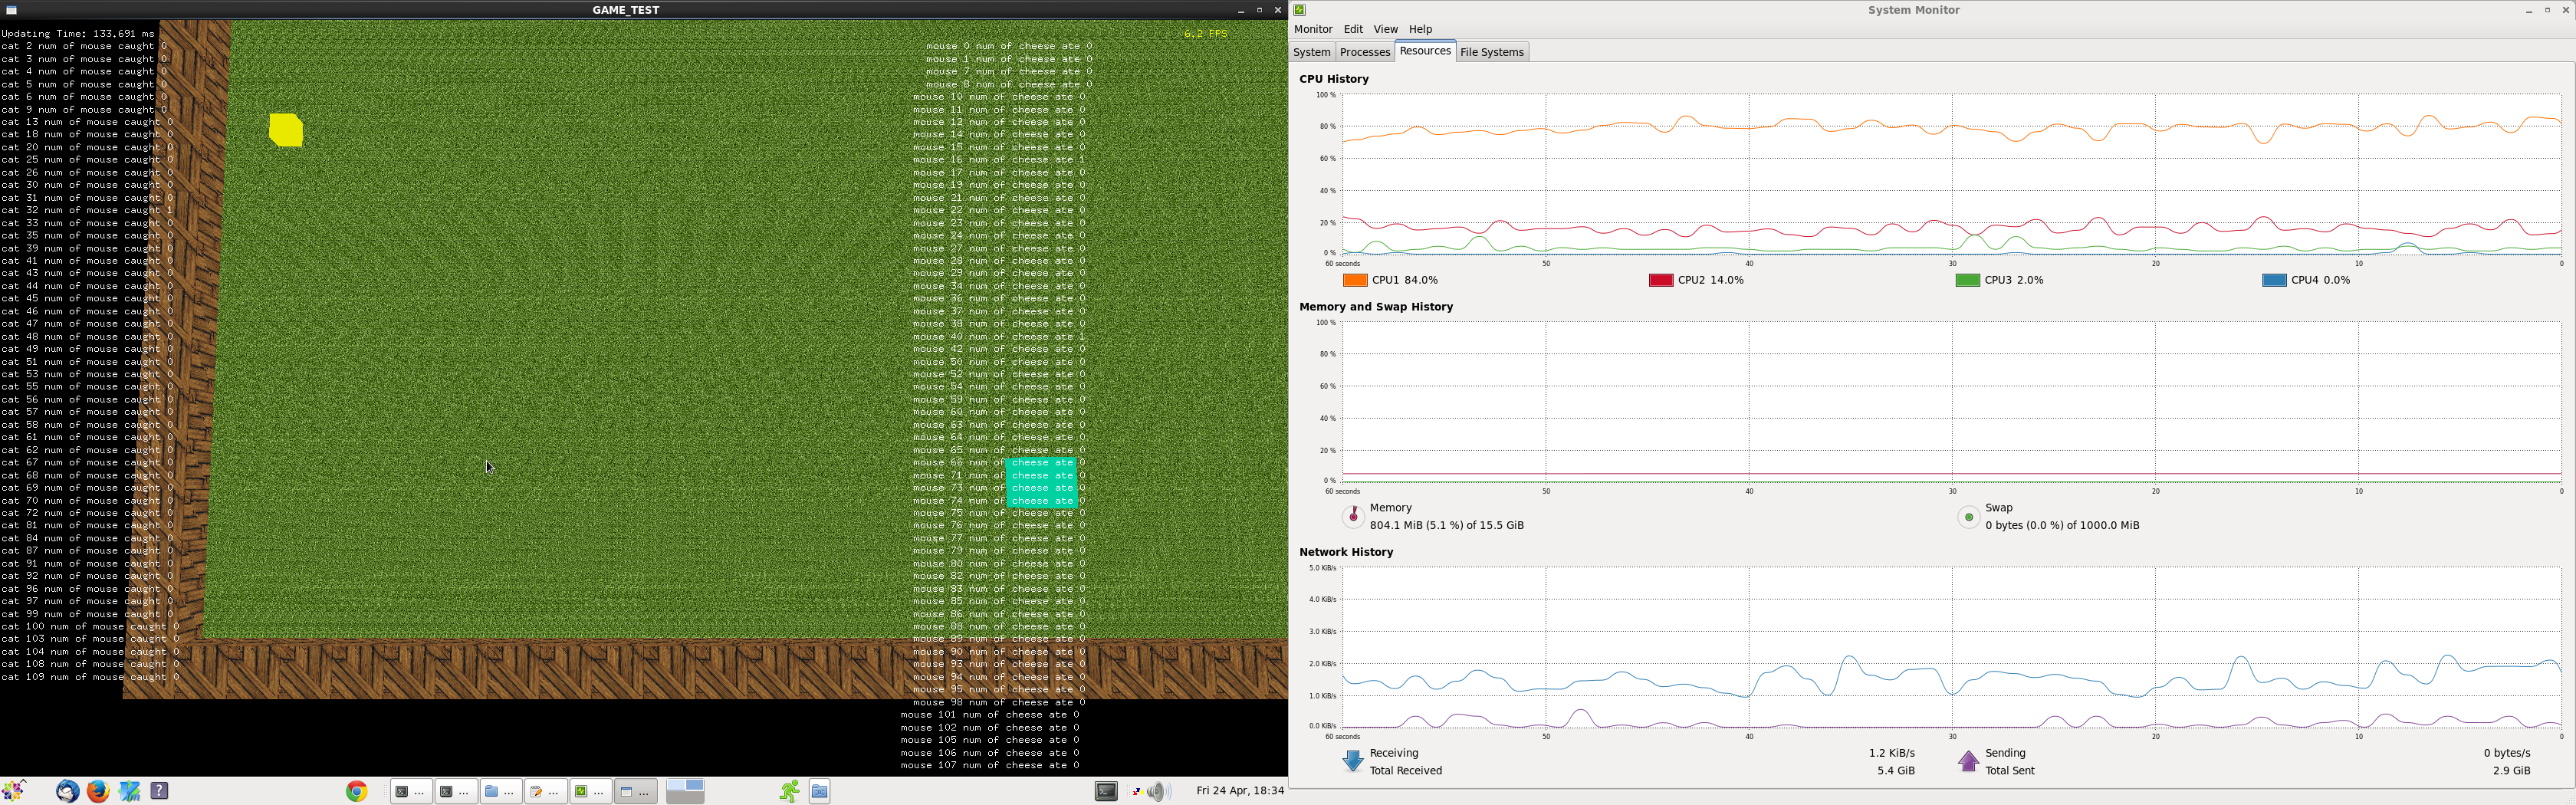 GAME_TEST
Updating Time: 133.691 ms
6.2 FPS
cat 2 num of mouse caught 0
cat 3 num of mouse caught 0
cat 4 num of mouse caught 0
cat 5 num of mouse caught 0
cat 6 num of mouse caught 0
cat 9 num of mouse caught 0
cat 13 num of mouse caught 0
cat 18 num of mouse caught 0
cat 20 num of mouse caught 0
cat 25 num of mouse caught 0
cat 26 num of mouse caught 0
cat 30 num of mouse caught 0
cat 31 num of mouse caught 0
cat 32 num of mouse caught 1
cat 33 num of mouse caught 0
cat 35 num of mouse caught 0
cat 39 num of mouse caught 0
cat 41 num of mouse caught 0
cat 43 num of mouse caught 0
cat 44 num of mouse caught 0
cat 45 num of mouse caught 0
cat 46 num of mouse caught 0
cat 47 num of mouse caught 0
cat 48 num of mouse caught 0
cat 49 num of mouse caught 0
cat 51 num of mouse caught 0
cat 53 num of mouse caught 0
cat 55 num of mouse caught 0
cat 56 num of mouse caught 0
cat 57 num of mouse caught 0
cat 58 num of mouse caught 0
cat 61 num of mouse caught 0
cat 62 num of mouse caught 0
cat 67 num of mouse caught 0
cat 68 num of mouse caught 0
cat 69 num of mouse caught 0
cat 70 num of mouse caught 0
cat 72 num of mouse caught 0
cat 81 num of mouse caught 0
cat 84 num of mouse caught 0
cat 87 num of mouse caught 0
cat 91 num of mouse caught 0
cat 92 num of mouse caught 0
cat 96 num of mouse caught 0
cat 97 num of mouse caught 0
cat 99 num of mouse caught 0
cat 100 num of mouse caught 0
cat 103 num of mouse caught 0
cat 104 num of mouse caught 0
cat 108 num of mouse caught 0
cat 109 num of mouse caught 0
mouse 0 num of cheese ate 0
mouse 1 num of cheese ate 0
mouse 7 num of cheese ate 0
mouse 8 num of cheese ate 0
mouse 10 num of cheese ate 0
mouse 11 num of cheese ate 0
mouse 12 num of cheese ate 0
mouse 14 num of cheese ate 0
mouse 15 num of cheese ate 0
mouse 16 num of cheese ate 1
mouse 17 num of cheese ate 0
mouse 19 num of cheese ate 0
mouse 21 num of cheese ate 0
mouse 22 num of cheese ate 0
mouse 23 num of cheese ate 0
mouse 24 num of cheese ate 0
mouse 27 num of cheese ate 0
mouse 28 num of cheese ate 0
mouse 29 num of cheese ate 0
mouse 34 num of cheese ate 0
mouse 36 num of cheese ate 0
mouse 37 num of cheese ate 0
mouse 38 num of cheese ate 0
mouse 40 num of cheese ate 1
mouse 42 num of cheese ate 0
mouse 50 num of cheese ate 0
mouse 52 num of cheese ate 0
mouse 54 num of cheese ate 0
mouse 59 num of cheese ate 0
mouse 60 num of cheese ate 0
mouse 63 num of cheese ate 0
mouse 64 num of cheese ate 0
mouse 65 num of cheese ate 0
mouse 66 num of cheese ate 0
mouse 71 num of cheese ate 0
mouse 73 num of cheese ate 0
mouse 74 num of cheese ate 0
mouse 75 num of cheese ate 0
mouse 76 num of cheese ate 0
mouse 77 num of cheese ate 0
mouse 79 num of cheese ate 0
mouse 80 num of cheese ate 0
mouse 82 num of cheese ate 0
mouse 83 num of cheese ate 0
mouse 85 num of cheese ate 0
mouse 86 num of cheese ate 0
mouse 88 num of cheese ate 0
mouse 89 num of cheese ate 0
mouse 90 num of cheese ate 0
mouse 93 num of cheese ate 0
mouse 94 num of cheese ate 0
mouse 95 num of cheese ate 0
mouse 98 num of cheese ate 0
mouse 101 num of cheese ate 0
mouse 102 num of cheese ate 0
mouse 105 num of cheese ate 0
mouse 106 num of cheese ate 0
mouse 107 num of cheese ate 0
... ... ... ... ... ...
Fri 24 Apr, 18:34
System Monitor
Monitor Edit View Help
System Processes Resources File Systems
CPU History
100 %
80 %
60 %
40 %
20 %
0 %
60 seconds 50 40 30 20 10 0
CPU1 84.0% CPU2 14.0% CPU3 2.0% CPU4 0.0%
Memory and Swap History
100 %
80 %
60 %
40 %
20 %
0 %
60 seconds 50 40 30 20 10 0
Memory Swap
804.1 MiB (5.1 %) of 15.5 GiB 0 bytes (0.0 %) of 1000.0 MiB
Network History
5.0 KiB/s
4.0 KiB/s
3.0 KiB/s
2.0 KiB/s
1.0 KiB/s
0.0 KiB/s
60 seconds 50 40 30 20 10 0
Receiving 1.2 KiB/s Sending 0 bytes/s
Total Received 5.4 GiB Total Sent 2.9 GiB